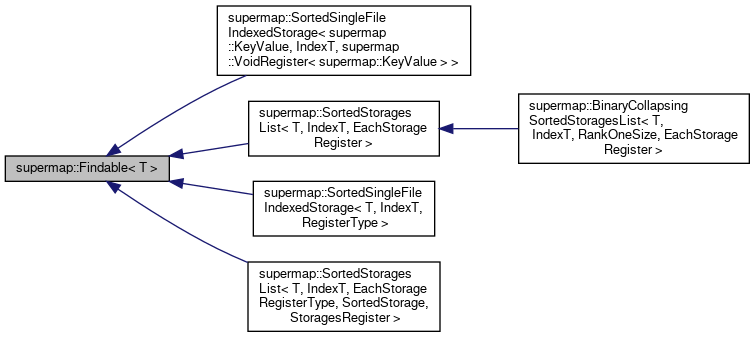 supermap::SortedSingleFile
IndexedStorage< supermap
::KeyValue, IndexT, supermap
::VoidRegister< supermap::KeyValue > >
supermap::SortedStorages
List< T, IndexT, EachStorage
Register >
supermap::BinaryCollapsing
SortedStoragesList< T,
IndexT, RankOneSize, EachStorage
Register >
supermap::Findable< T >
supermap::SortedSingleFile
IndexedStorage< T, IndexT,
RegisterType >
supermap::SortedStorages
List< T, IndexT, EachStorage
RegisterType, SortedStorage,
StoragesRegister >